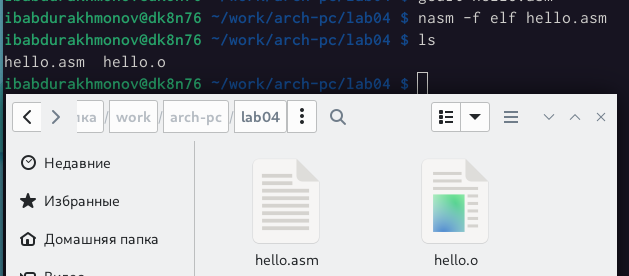 ibabdurakhmonov@dk8n76 ~/work/arch-pc/lab04 $ nasm -f elf hello.asm
ibabdurakhmonov@dk8n76 ~/work/arch-pc/lab04 $ ls
hello.asm  hello.o
ibabdurakhmonov@dk8n76 ~/work/arch-pc/lab04 $
/ work / arch-pc / lab04
Недавние
Избранные
Домашняя папка
hello.asm hello.o